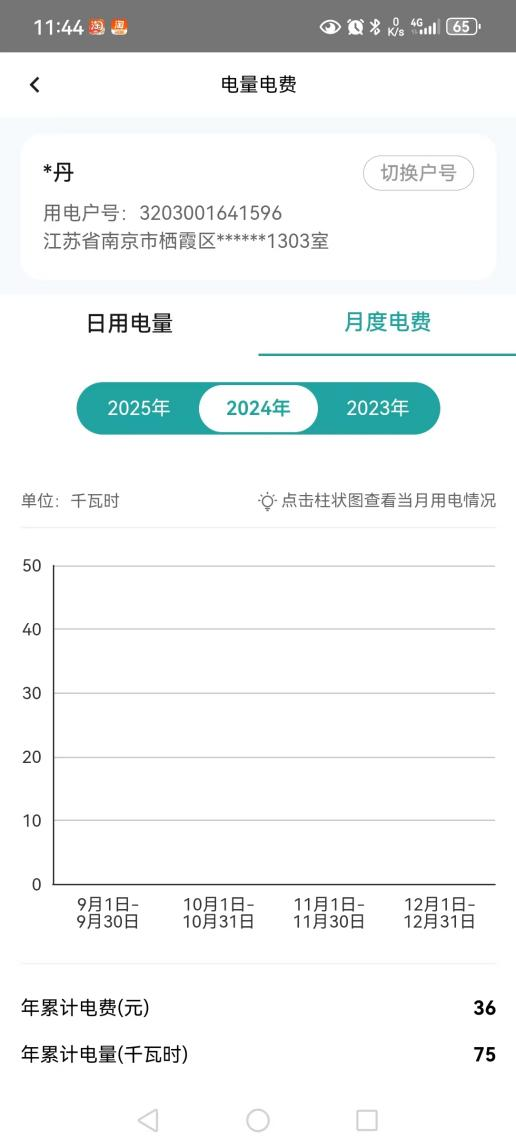 11:44 淘 淘 0 K/s 4G 65
电量电费
*丹
切换户号
用电户号：3203001641596
江苏省南京市栖霞区******1303室
日用电量 月度电费
2025年 2024年 2023年
单位：千瓦时 点击柱状图查看当月用电情况
50
40
30
20
10
0
9月1日- 10月1日- 11月1日- 12月1日-
9月30日 10月31日 11月30日 12月31日
年累计电费(元) 36
年累计电量(千瓦时) 75